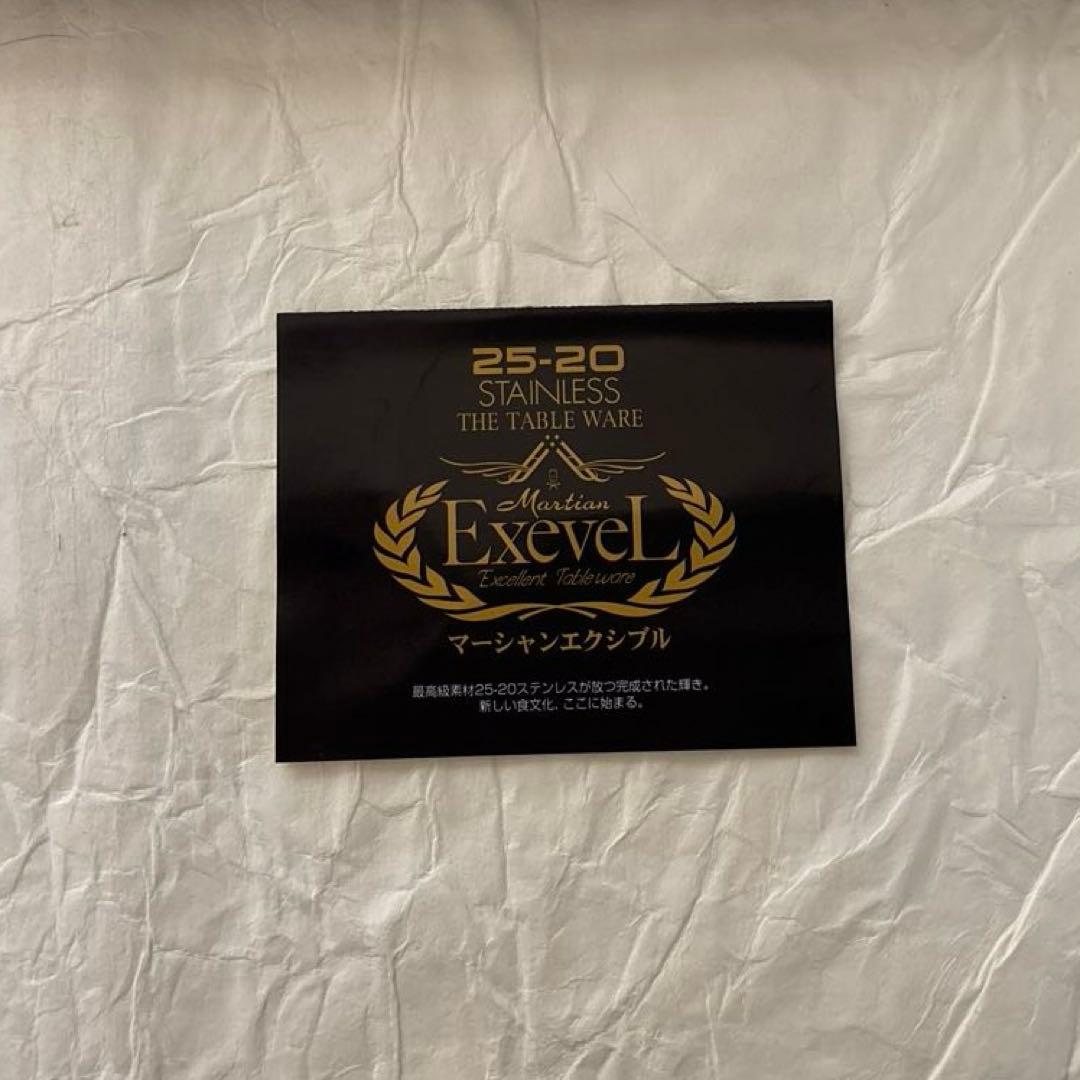 25-20
STAINLESS
THE TABLE WARE
Martian
ExeveL
Excellent Table ware
マーシャンエクシブル
最高級素材25-20ステンレスが放つ完成された輝き。
新しい食文化、ここに始まる。